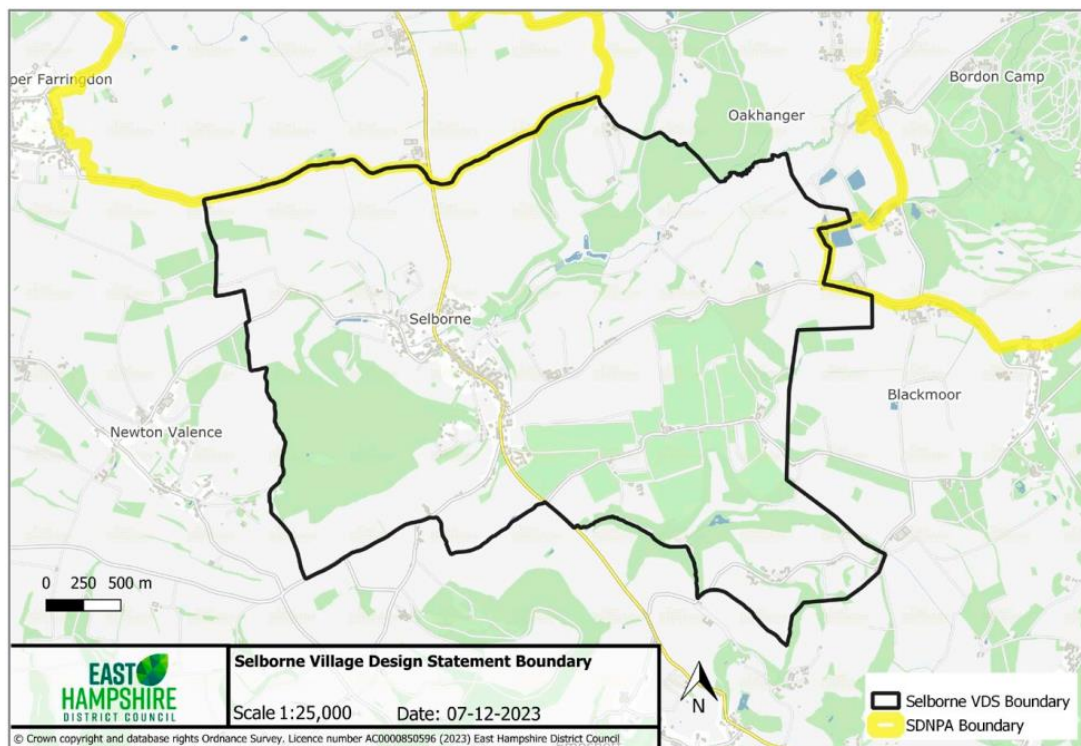 per Farringdon
Bordon Camp
Oakhanger
Selborne
Blackmoor
Newton Valence
0 250 500 m
N
EAST
HAMPSHIRE
DISTRICT COUNCIL
Selborne Village Design Statement Boundary
Scale 1:25,000 Date: 07-12-2023
Selborne VDS Boundary
SDNPA Boundary
© Crown copyright and database rights Ordnance Survey. Licence number AC0000850596 (2023) East Hampshire District Council